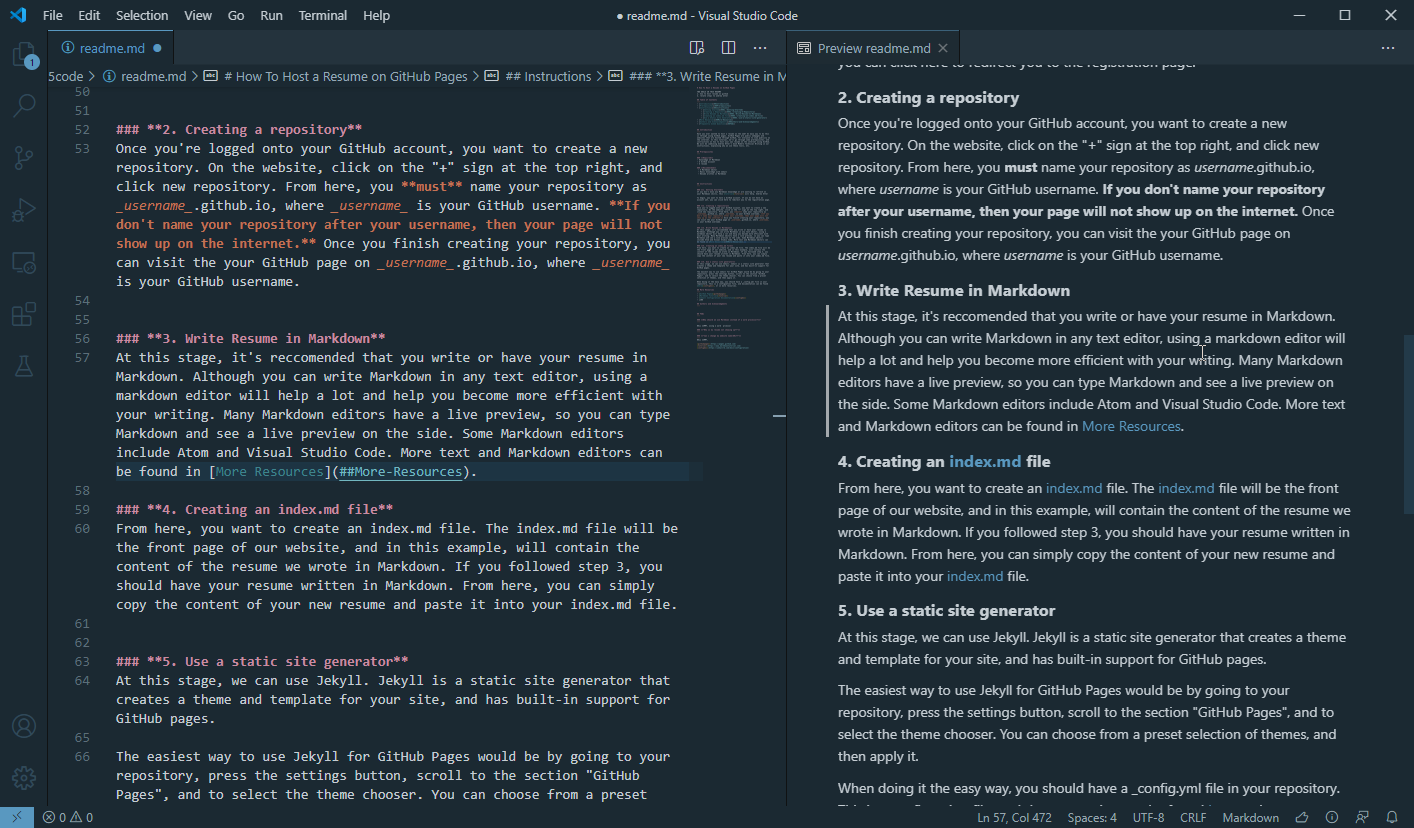 File Edit Selection View Go Run Terminal Help
● readme.md - Visual Studio Code
1
readme.md ●
5code > readme.md > # How To Host a Resume on GitHub Pages > ## Instructions > ### **3. Write Resume in M
50
51
52 ### **2. Creating a repository**
53 Once you're logged onto your GitHub account, you want to create a new
repository. On the website, click on the "+" sign at the top right, and
click new repository. From here, you **must** name your repository as
_username_.github.io, where _username_ is your GitHub username. **If you
don't name your repository after your username, then your page will not
show up on the internet.** Once you finish creating your repository, you
can visit the your GitHub page on _username_.github.io, where _username_
is your GitHub username.
54
55
56 ### **3. Write Resume in Markdown**
57 At this stage, it's reccomended that you write or have your resume in
Markdown. Although you can write Markdown in any text editor, using a
markdown editor will help a lot and help you become more efficient with
your writing. Many Markdown editors have a live preview, so you can type
Markdown and see a live preview on the side. Some Markdown editors
include Atom and Visual Studio Code. More text and Markdown editors can
be found in [More Resources](##More-Resources).
58
59 ### **4. Creating an index.md file**
60 From here, you want to create an index.md file. The index.md file will be
the front page of our website, and in this example, will contain the
content of the resume we wrote in Markdown. If you followed step 3, you
should have your resume written in Markdown. From here, you can simply
copy the content of your new resume and paste it into your index.md file.
61
62
63 ### **5. Use a static site generator**
64 At this stage, we can use Jekyll. Jekyll is a static site generator that
creates a theme and template for your site, and has built-in support for
GitHub pages.
65
66 The easiest way to use Jekyll for GitHub Pages would be by going to your
repository, press the settings button, scroll to the section "GitHub
Pages", and to select the theme chooser. You can choose from a preset
Preview readme.md
you can click here to redirect you to the registration page.
2. Creating a repository
Once you're logged onto your GitHub account, you want to create a new
repository. On the website, click on the "+" sign at the top right, and click new
repository. From here, you must name your repository as username.github.io,
where username is your GitHub username. If you don't name your repository
after your username, then your page will not show up on the internet. Once
you finish creating your repository, you can visit the your GitHub page on
username.github.io, where username is your GitHub username.
3. Write Resume in Markdown
At this stage, it's reccomended that you write or have your resume in Markdown.
Although you can write Markdown in any text editor, using a markdown editor will
help a lot and help you become more efficient with your writing. Many Markdown
editors have a live preview, so you can type Markdown and see a live preview on
the side. Some Markdown editors include Atom and Visual Studio Code. More text
and Markdown editors can be found in More Resources.
4. Creating an index.md file
From here, you want to create an index.md file. The index.md file will be the front
page of our website, and in this example, will contain the content of the resume we
wrote in Markdown. If you followed step 3, you should have your resume written in
Markdown. From here, you can simply copy the content of your new resume and
paste it into your index.md file.
5. Use a static site generator
At this stage, we can use Jekyll. Jekyll is a static site generator that creates a theme
and template for your site, and has built-in support for GitHub pages.
The easiest way to use Jekyll for GitHub Pages would be by going to your
repository, press the settings button, scroll to the section "GitHub Pages", and to
select the theme chooser. You can choose from a preset selection of themes, and
then apply it.
When doing it the easy way, you should have a _config.yml file in your repository.
0 0
Ln 57, Col 472 Spaces: 4 UTF-8 CRLF Markdown